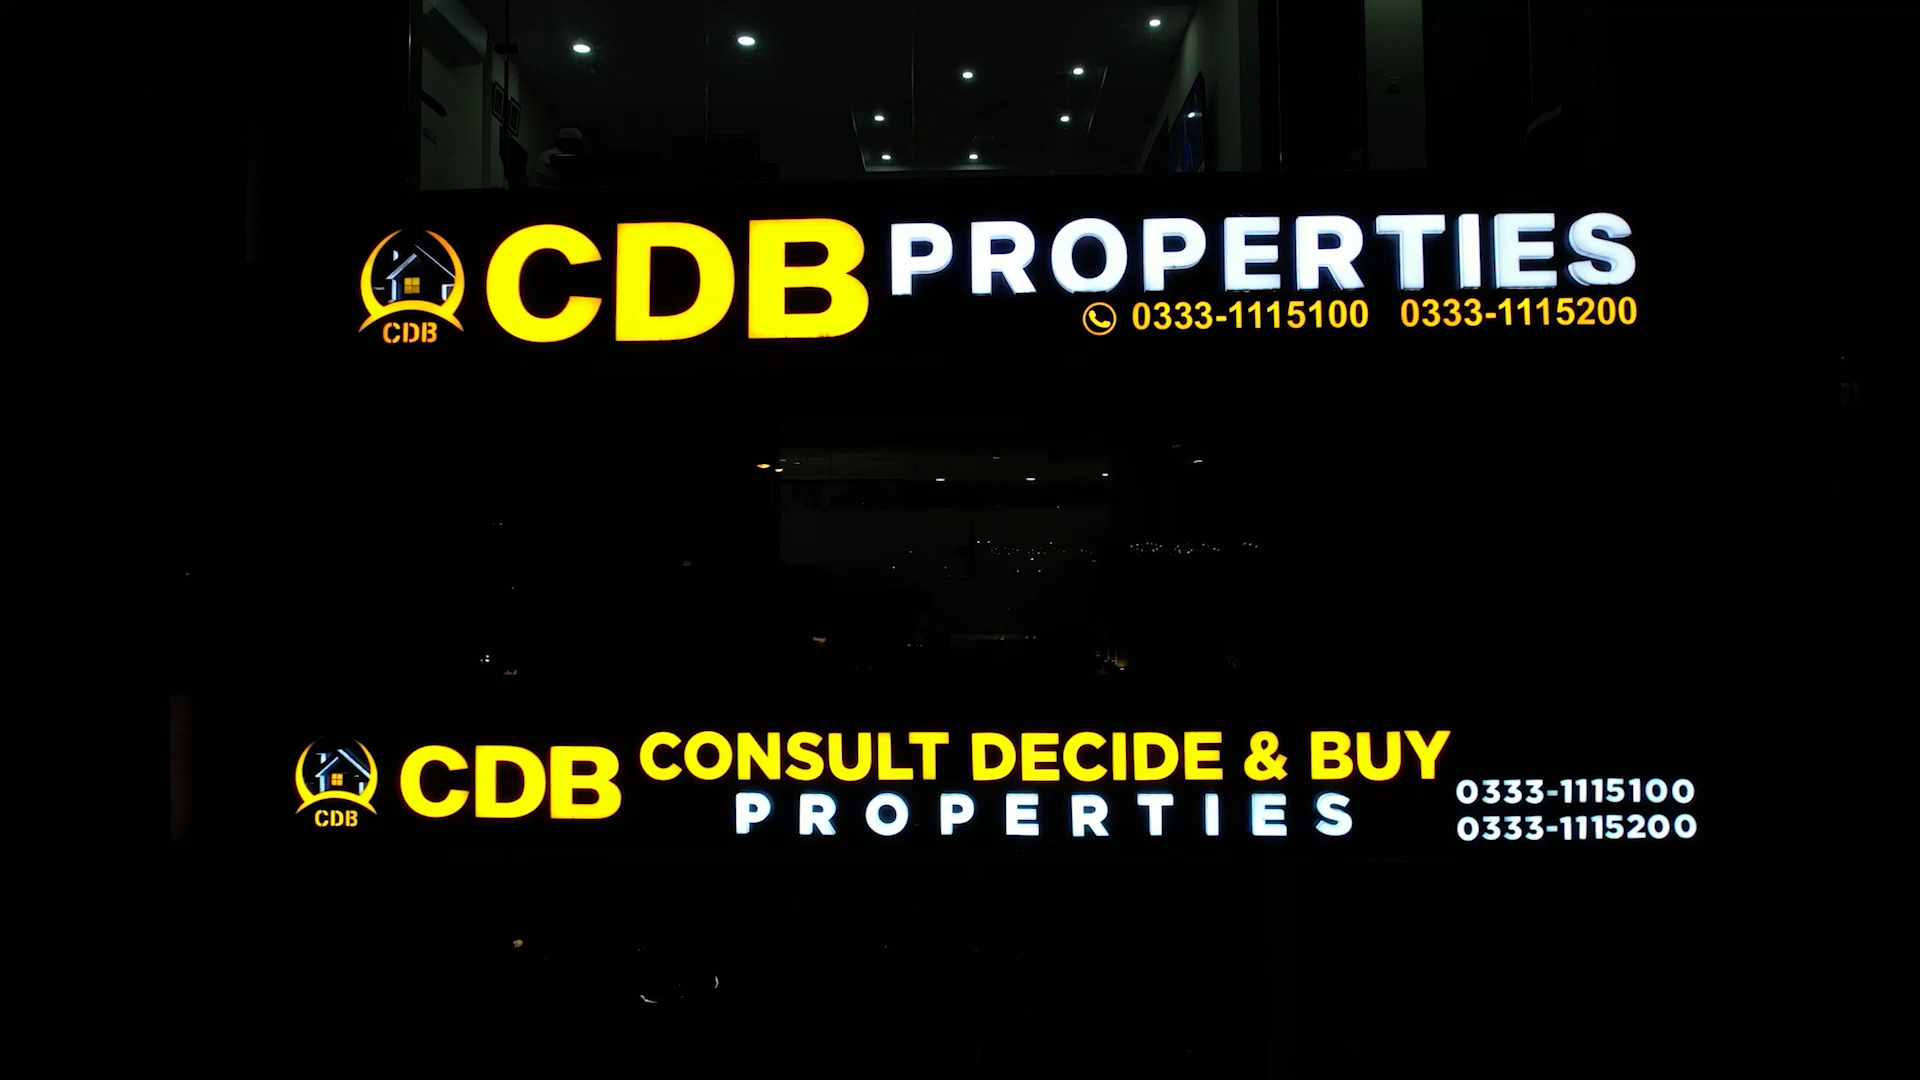 CDB PROPERTIES
CDB
0333-1115100 0333-1115200
CDB CONSULT DECIDE & BUY
PROPERTIES
CDB
0333-1115100
0333-1115200